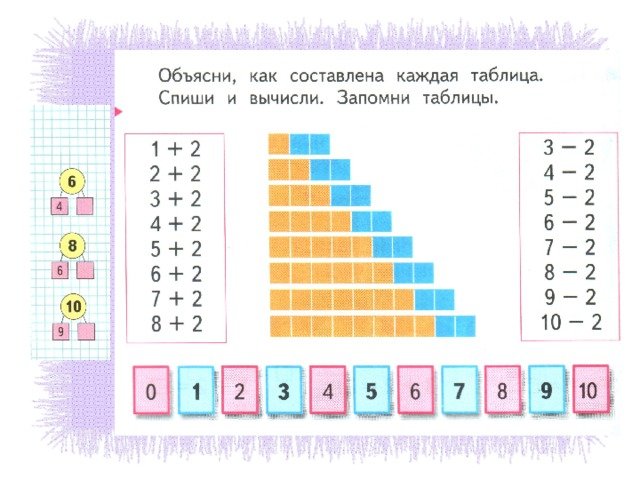 Объясни, как составлена каждая таблица.
Спиши и вычисли. Запомни таблицы.
6
4
8
6
10
9
1 + 2
2 + 2
3 + 2
4 + 2
5 + 2
6 + 2
7 + 2
8 + 2
3 − 2
4 − 2
5 − 2
6 − 2
7 − 2
8 − 2
9 − 2
10 − 2
0 1 2 3 4 5 6 7 8 9 10